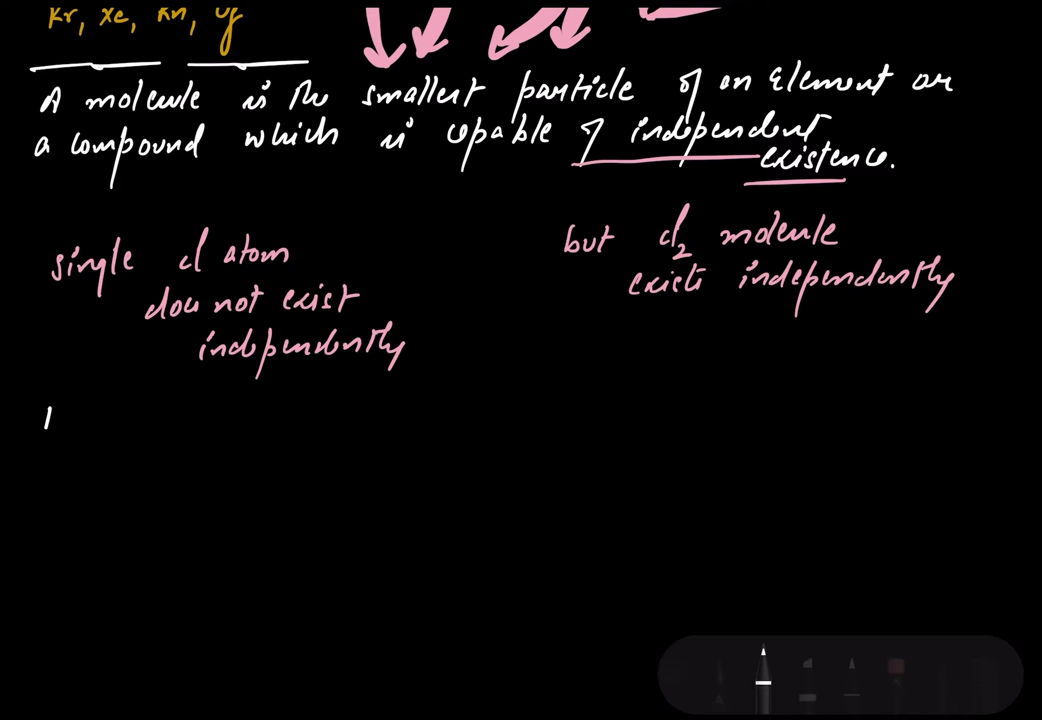 Kr, Xe, Rn, Og
A molecule is the smallest particle of an Element or
a compound which is capable of independent
existence.
single Cl atom
does not exist
independently
but Cl2 molecule
exists independently